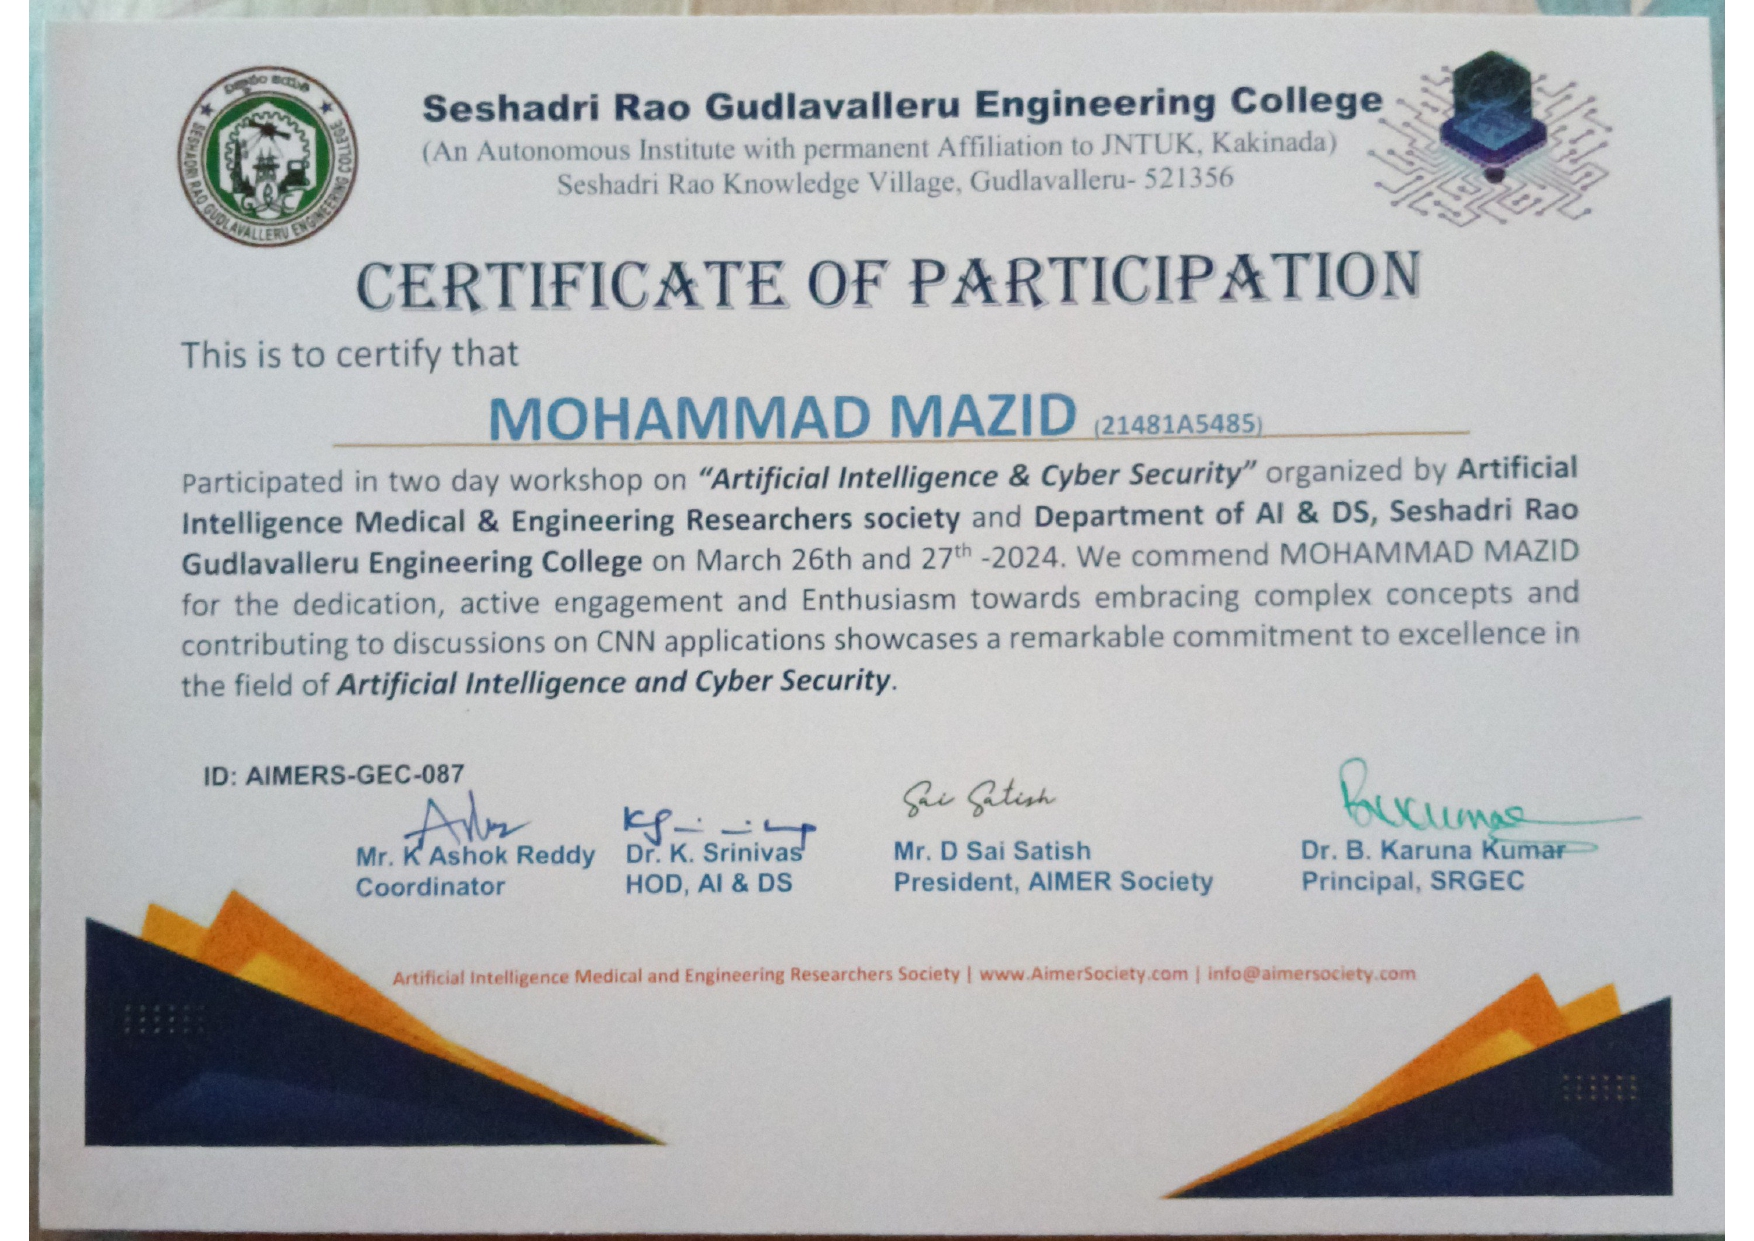 Seshadri Rao Gudlavalleru Engineering College
(An Autonomous Institute with permanent Affiliation to JNTUK, Kakinada)
Seshadri Rao Knowledge Village, Gudlavalleru- 521356
SESHADRI RAO GUDLAVALLERU ENGINEERING COLLEGE
CERTIFICATE OF PARTICIPATION
This is to certify that
MOHAMMAD MAZID (21481A5485)
Participated in two day workshop on “Artificial Intelligence & Cyber Security” organized by Artificial
Intelligence Medical & Engineering Researchers society and Department of AI & DS, Seshadri Rao
Gudlavalleru Engineering College on March 26th and 27th -2024. We commend MOHAMMAD MAZID
for the dedication, active engagement and Enthusiasm towards embracing complex concepts and
contributing to discussions on CNN applications showcases a remarkable commitment to excellence in
the field of Artificial Intelligence and Cyber Security.
ID: AIMERS-GEC-087
Sai Satish
Mr. K Ashok Reddy Dr. K. Srinivas Mr. D Sai Satish Dr. B. Karuna Kumar
Coordinator HOD, AI & DS President, AIMER Society Principal, SRGEC
Artificial Intelligence Medical and Engineering Researchers Society | www.AimerSociety.com | info@aimersociety.com